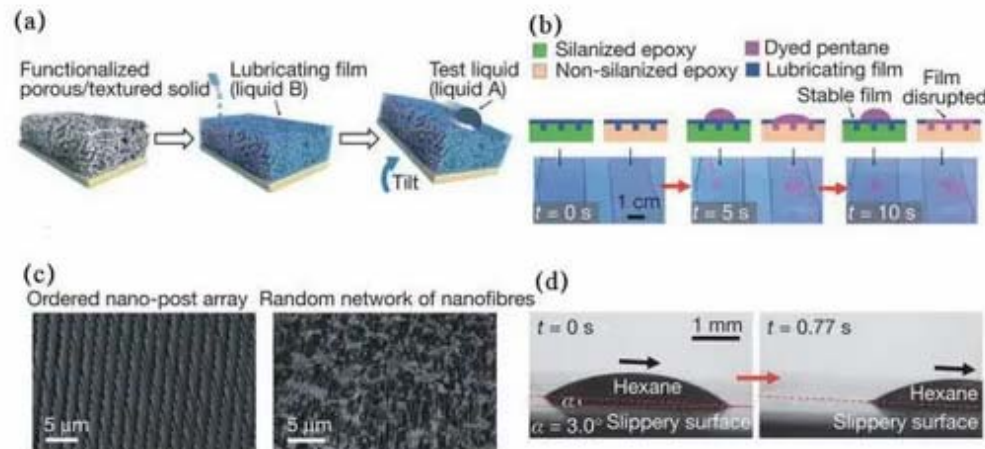 (a)
Functionalized
porous/textured solid
Lubricating film
(liquid B)
Test liquid
(liquid A)
Tilt
(b)
Silanized epoxy
Dyed pentane
Non-silanized epoxy
Lubricating film
Stable film
Film
disrupted
t = 0 s
1 cm
t = 5 s
t = 10 s
(c)
Ordered nano-post array
Random network of nanofibres
5 μm
5 μm
(d)
t = 0 s
1 mm
t = 0.77 s
Hexane
Hexane
α
α = 3.0°
Slippery surface
Slippery surface